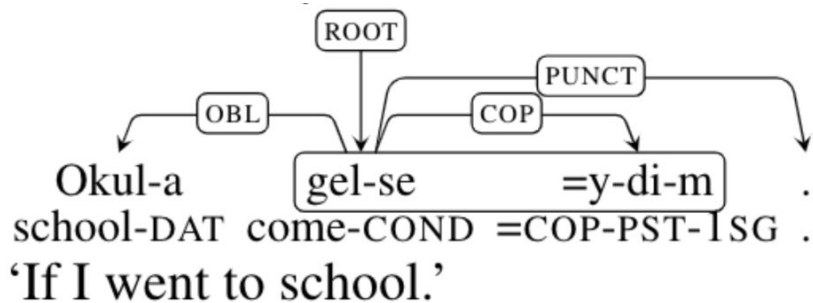 ROOT
PUNCT
OBL COP
Okul-a gel-se =y-di-m .
school-DAT come-COND =COP-PST-1SG .
‘If I went to school.’